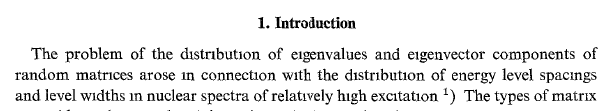 1. Introduction
The problem of the distribution of eigenvalues and eigenvector components of
random matrices arose in connection with the distribution of energy level spacings
and level widths in nuclear spectra of relatively high excitation ¹) The types of matrix